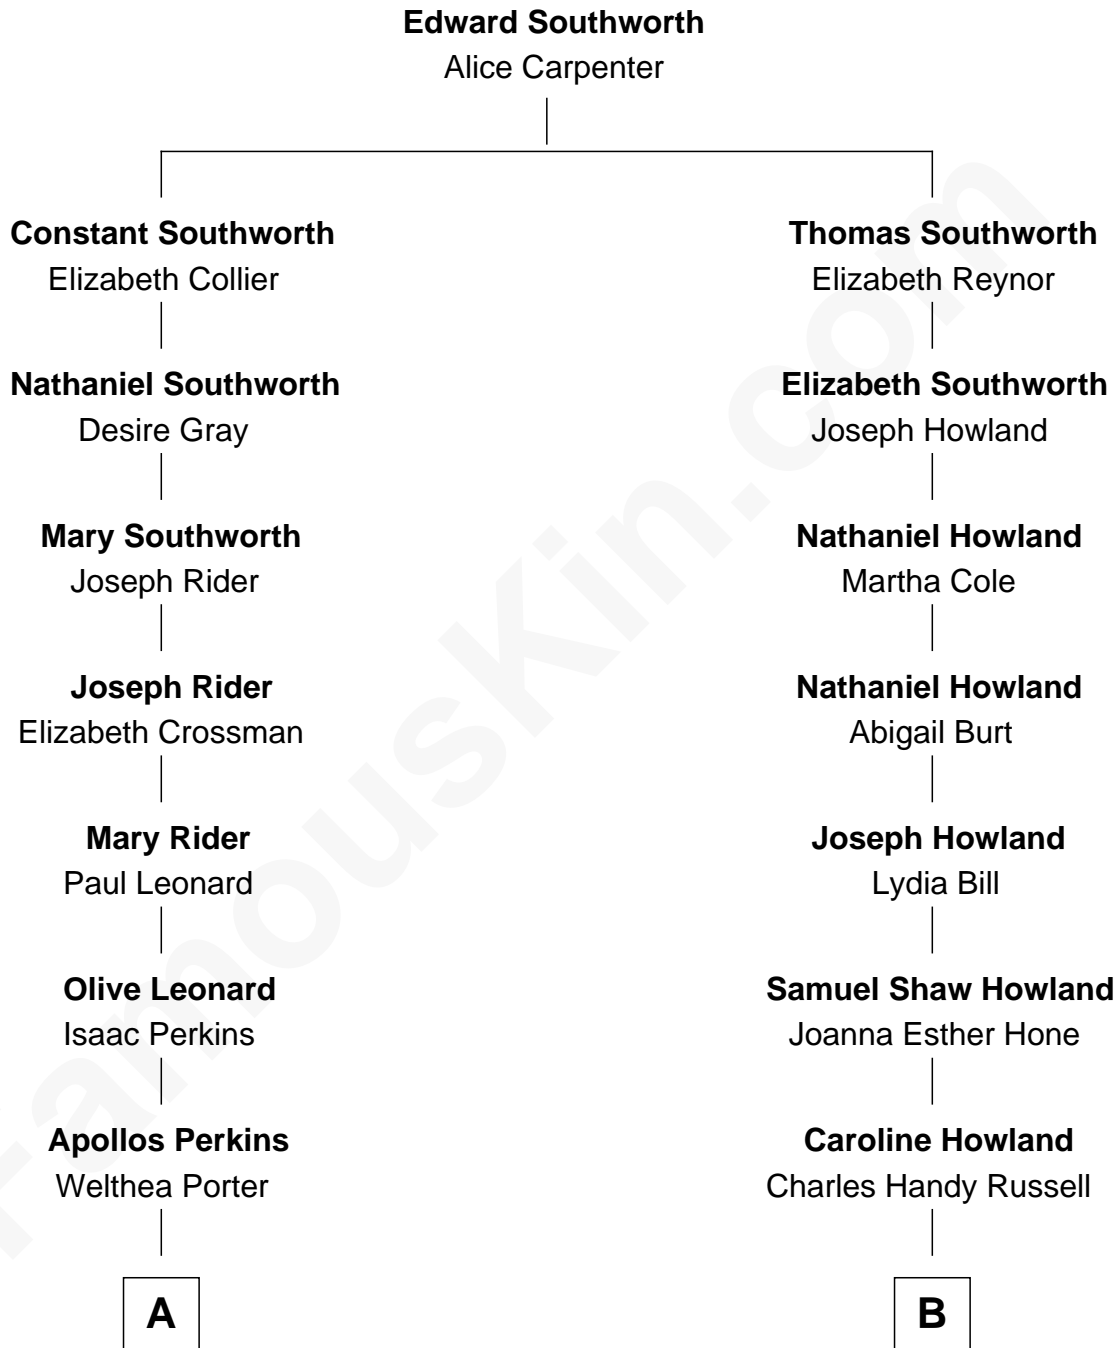 Edward Southworth
Alice Carpenter
Constant Southworth
Elizabeth Collier
Thomas Southworth
Elizabeth Reynor
Nathaniel Southworth
Desire Gray
Elizabeth Southworth
Joseph Howland
Mary Southworth
Joseph Rider
Nathaniel Howland
Martha Cole
Joseph Rider
Elizabeth Crossman
Nathaniel Howland
Abigail Burt
Mary Rider
Paul Leonard
Joseph Howland
Lydia Bill
Olive Leonard
Isaac Perkins
Samuel Shaw Howland
Joanna Esther Hone
Apollos Perkins
Welthea Porter
Caroline Howland
Charles Handy Russell
A
B
FamousKin.com